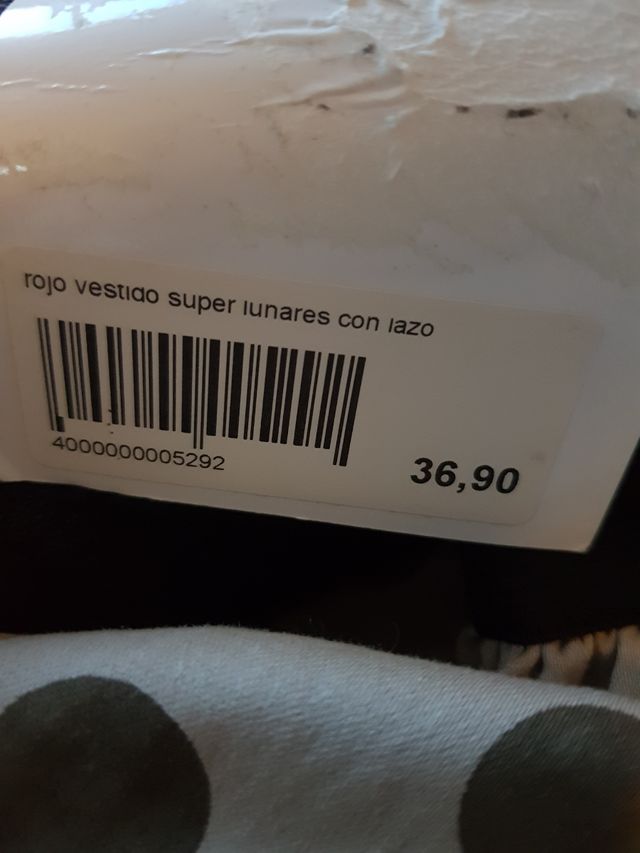 rojo vestido super lunares con lazo
4000000005292
36,90